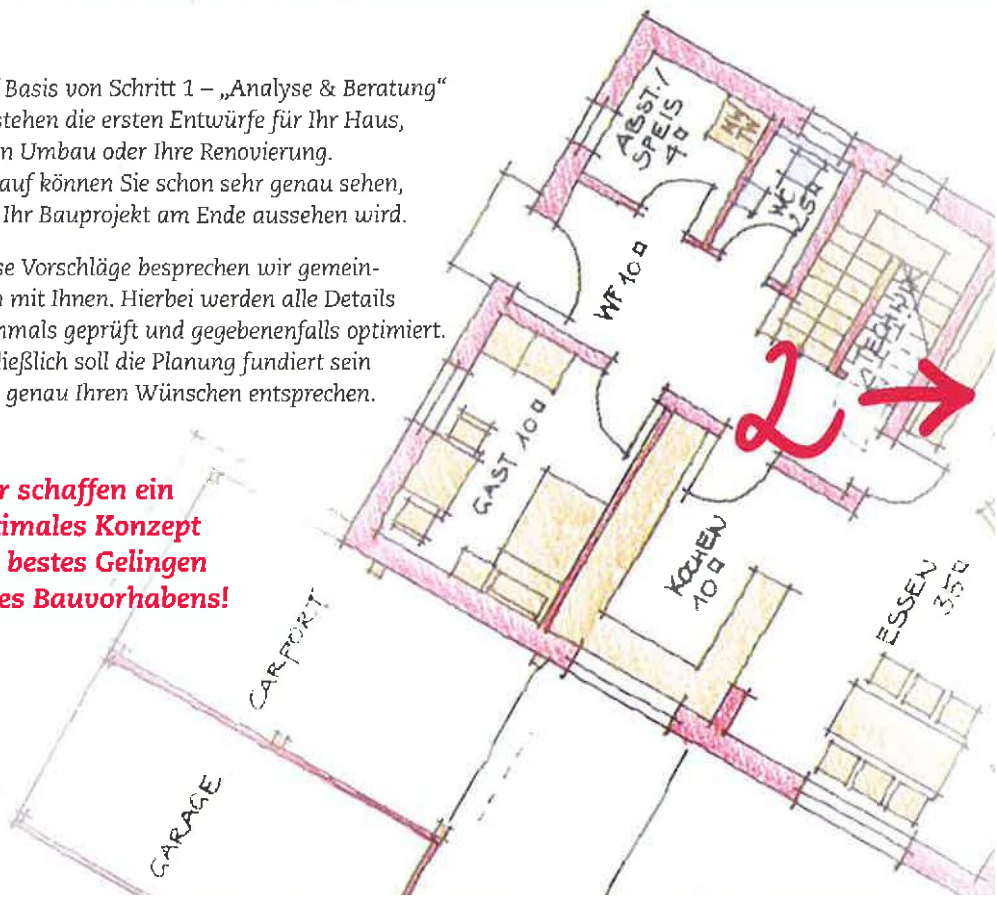 Basis von Schritt 1 – „Analyse & Beratung“
stehen die ersten Entwürfe für Ihr Haus,
n Umbau oder Ihre Renovierung.
auf können Sie schon sehr genau sehen,
Ihr Bauprojekt am Ende aussehen wird.
se Vorschläge besprechen wir gemein-
mit Ihnen. Hierbei werden alle Details
hmals geprüft und gegebenenfalls optimiert.
ließlich soll die Planung fundiert sein
genau Ihren Wünschen entsprechen.
r schaffen ein
timales Konzept
bestes Gelingen
es Bauvorhabens!
ABST./
SPEIS
4¤
WC
WF 10¤
TECHNIK
2
GAST 10¤
KOCHEN
10¤
ESSEN
35¤
CARPORT
GARAGE